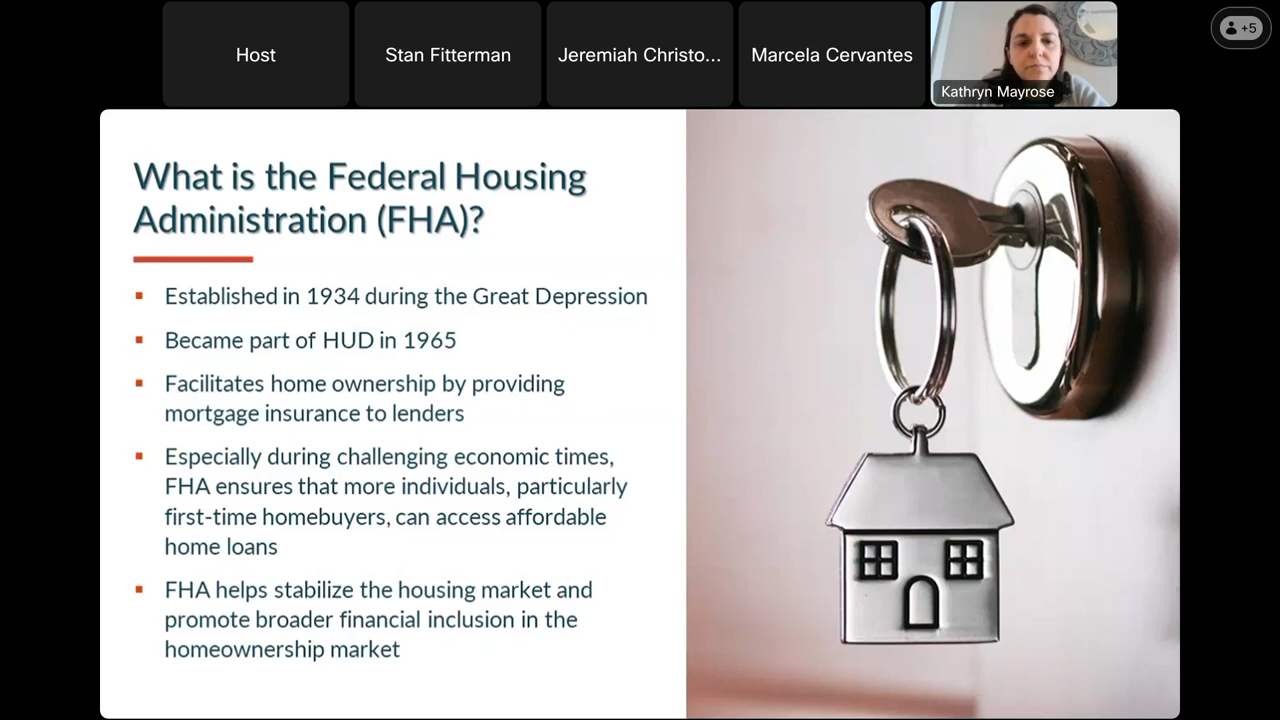 Host
Stan Fitterman
Jeremiah Christo...
Marcela Cervantes
Kathryn Mayrose
+5
What is the Federal Housing
Administration (FHA)?
▪ Established in 1934 during the Great Depression
▪ Became part of HUD in 1965
▪ Facilitates home ownership by providing
mortgage insurance to lenders
▪ Especially during challenging economic times,
FHA ensures that more individuals, particularly
first-time homebuyers, can access affordable
home loans
▪ FHA helps stabilize the housing market and
promote broader financial inclusion in the
homeownership market